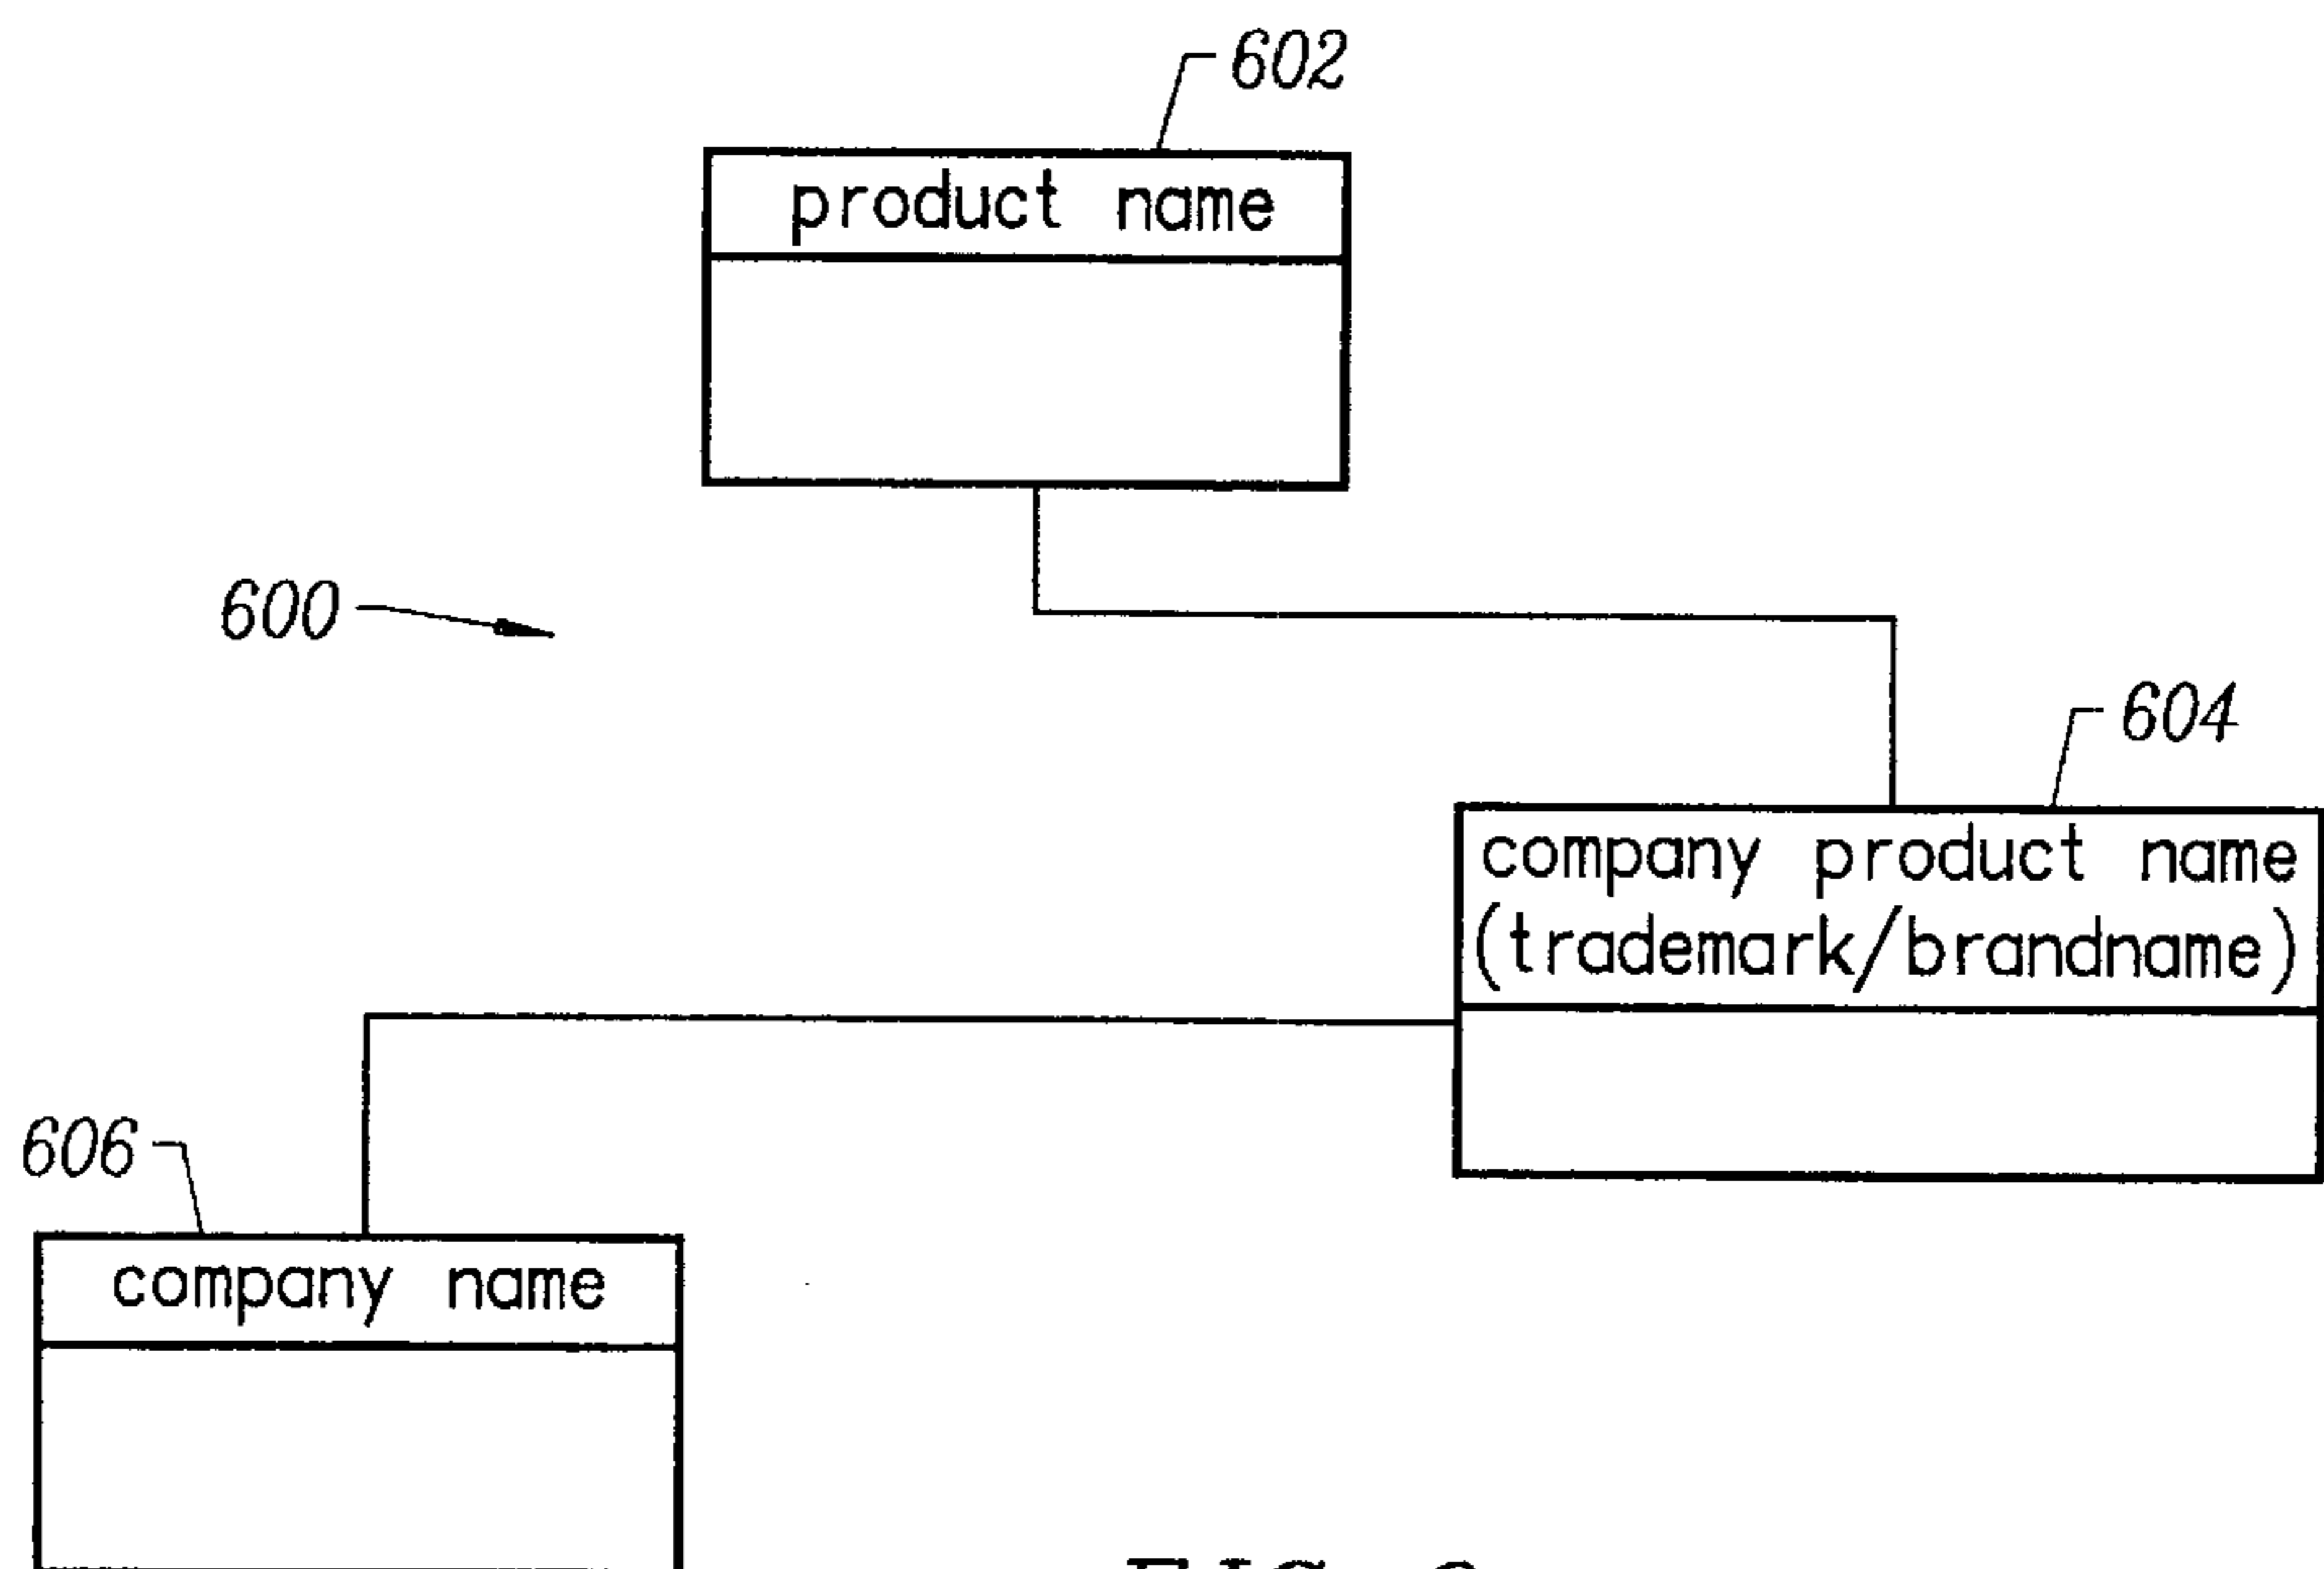 602
product name
600
604
company product name
(trademark/brandname)
606
company name